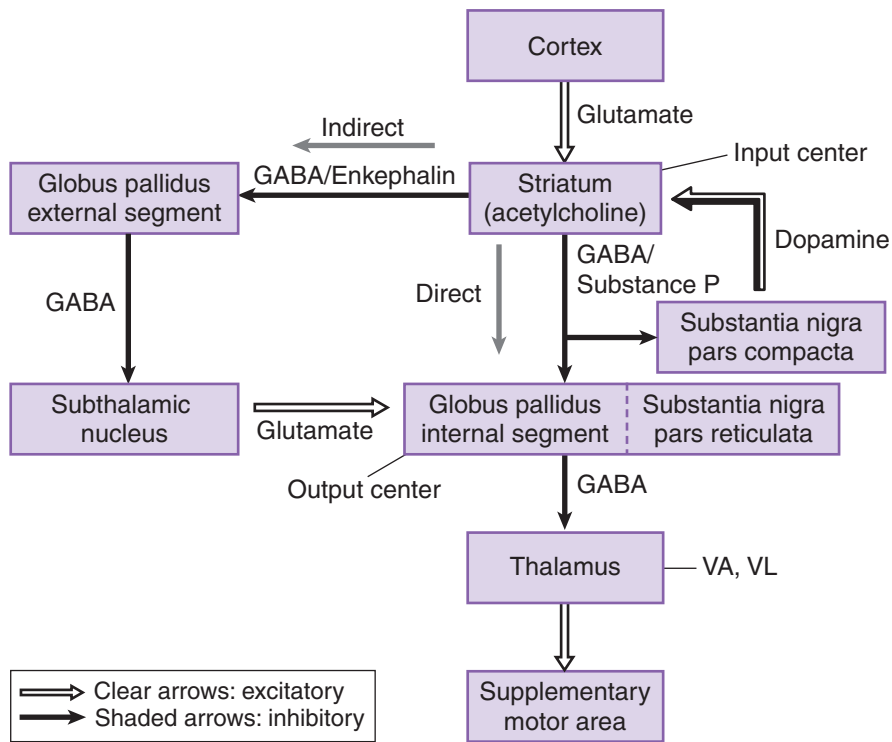 Cortex
Glutamate
Indirect
Input center
GABA/Enkephalin
Globus pallidus
external segment
Striatum
(acetylcholine)
Dopamine
GABA/
Substance P
GABA
Direct
Substantia nigra
pars compacta
Subthalamic
nucleus
Glutamate
Globus pallidus
internal segment
Substantia nigra
pars reticulata
Output center
GABA
Thalamus
VA, VL
Clear arrows: excitatory
Shaded arrows: inhibitory
Supplementary
motor area